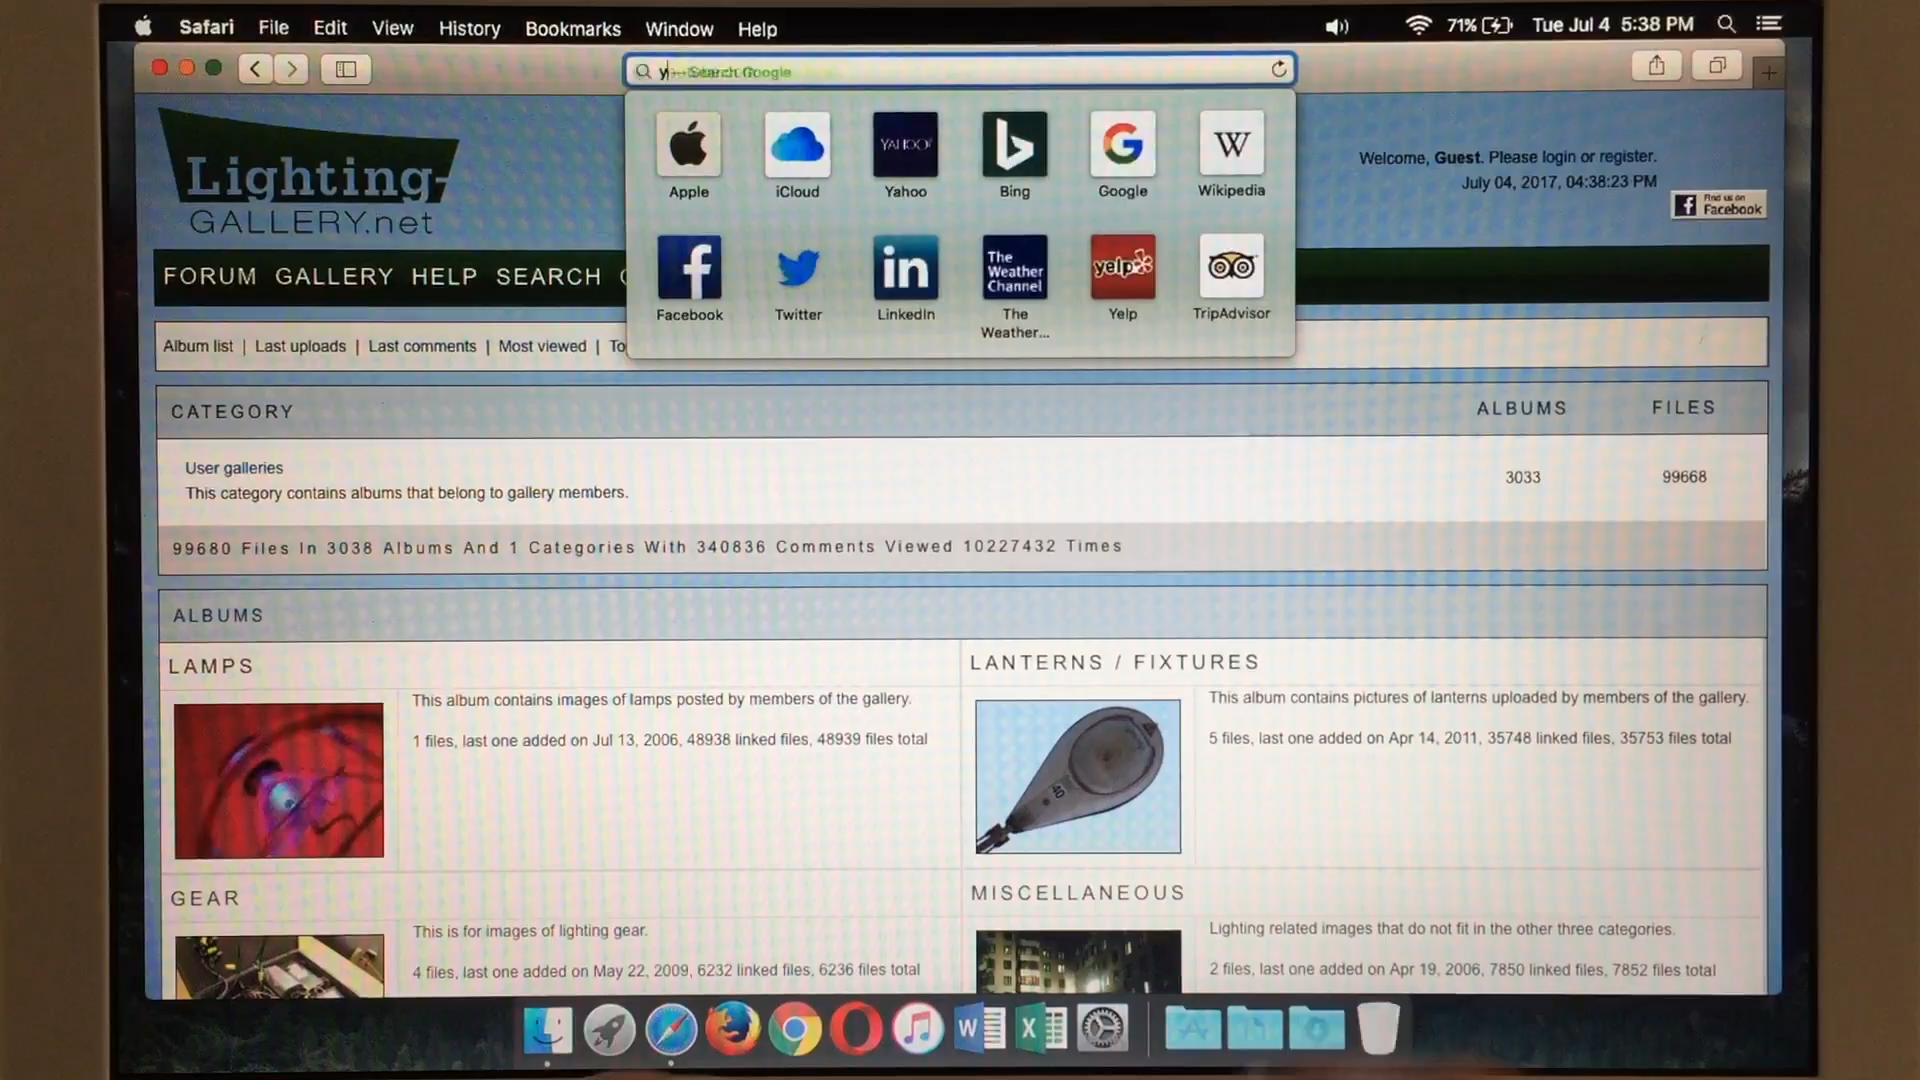 Safari File Edit View History Bookmarks Window Help 71% Tue Jul 4 5:38 PM
y — Search Google
Lighting-
GALLERY.net
Apple iCloud Yahoo Bing Google Wikipedia
YAHOO!
W
The Weather Channel
yelp
in
Facebook Twitter LinkedIn The Weather... Yelp TripAdvisor
Welcome, Guest. Please login or register.
July 04, 2017, 04:38:23 PM
Find us on
Facebook
FORUM GALLERY HELP SEARCH
Album list | Last uploads | Last comments | Most viewed | To
CATEGORY ALBUMS FILES
User galleries
This category contains albums that belong to gallery members.
3033 99668
99680 Files In 3038 Albums And 1 Categories With 340836 Comments Viewed 10227432 Times
ALBUMS
LAMPS
This album contains images of lamps posted by members of the gallery.
1 files, last one added on Jul 13, 2006, 48938 linked files, 48939 files total
LANTERNS / FIXTURES
This album contains pictures of lanterns uploaded by members of the gallery.
5 files, last one added on Apr 14, 2011, 35748 linked files, 35753 files total
40
GEAR
This is for images of lighting gear.
4 files, last one added on May 22, 2009, 6232 linked files, 6236 files total
MISCELLANEOUS
Lighting related images that do not fit in the other three categories.
2 files, last one added on Apr 19, 2006, 7850 linked files, 7852 files total
W X